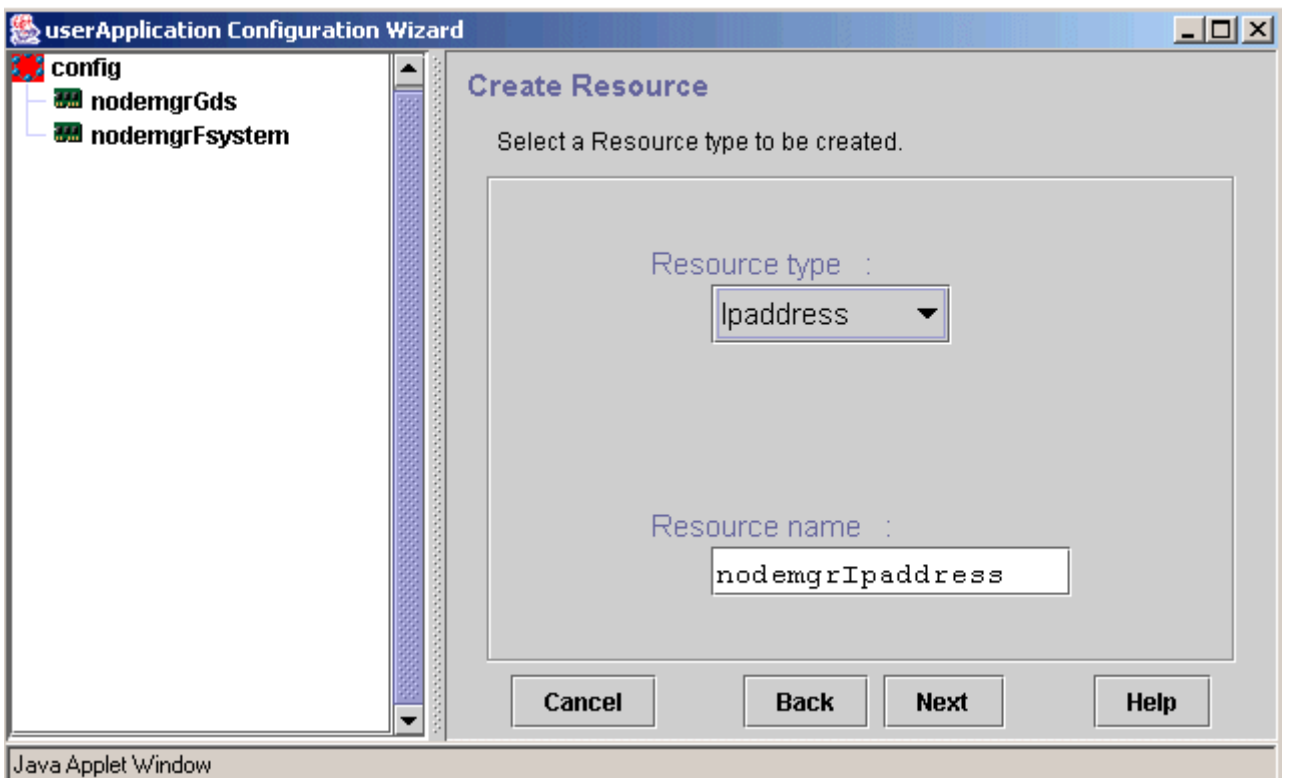 userApplication Configuration Wizard
config
nodemgrGds
nodemgrFsystem
Create Resource
Select a Resource type to be created.
Resource type :
Ipaddress
Resource name :
nodemgrIpaddress
Cancel
Back
Next
Help
Java Applet Window